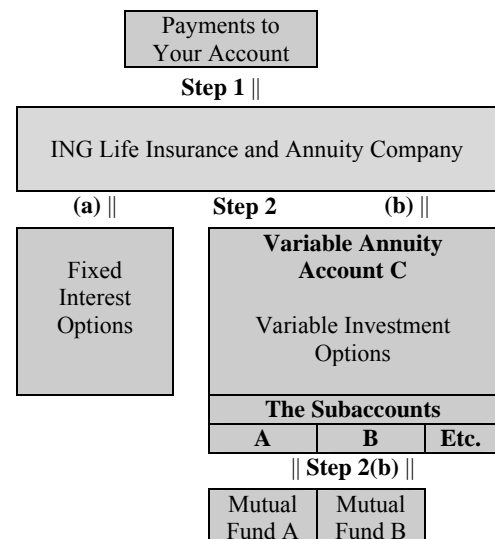 Payments to
Your Account
Step 1 ||
ING Life Insurance and Annuity Company
(a) || Step 2 (b) ||
Fixed
Interest
Options
Variable Annuity
Account C
Variable Investment
Options
The Subaccounts
A B Etc.
|| Step 2(b) ||
Mutual
Fund A
Mutual
Fund B